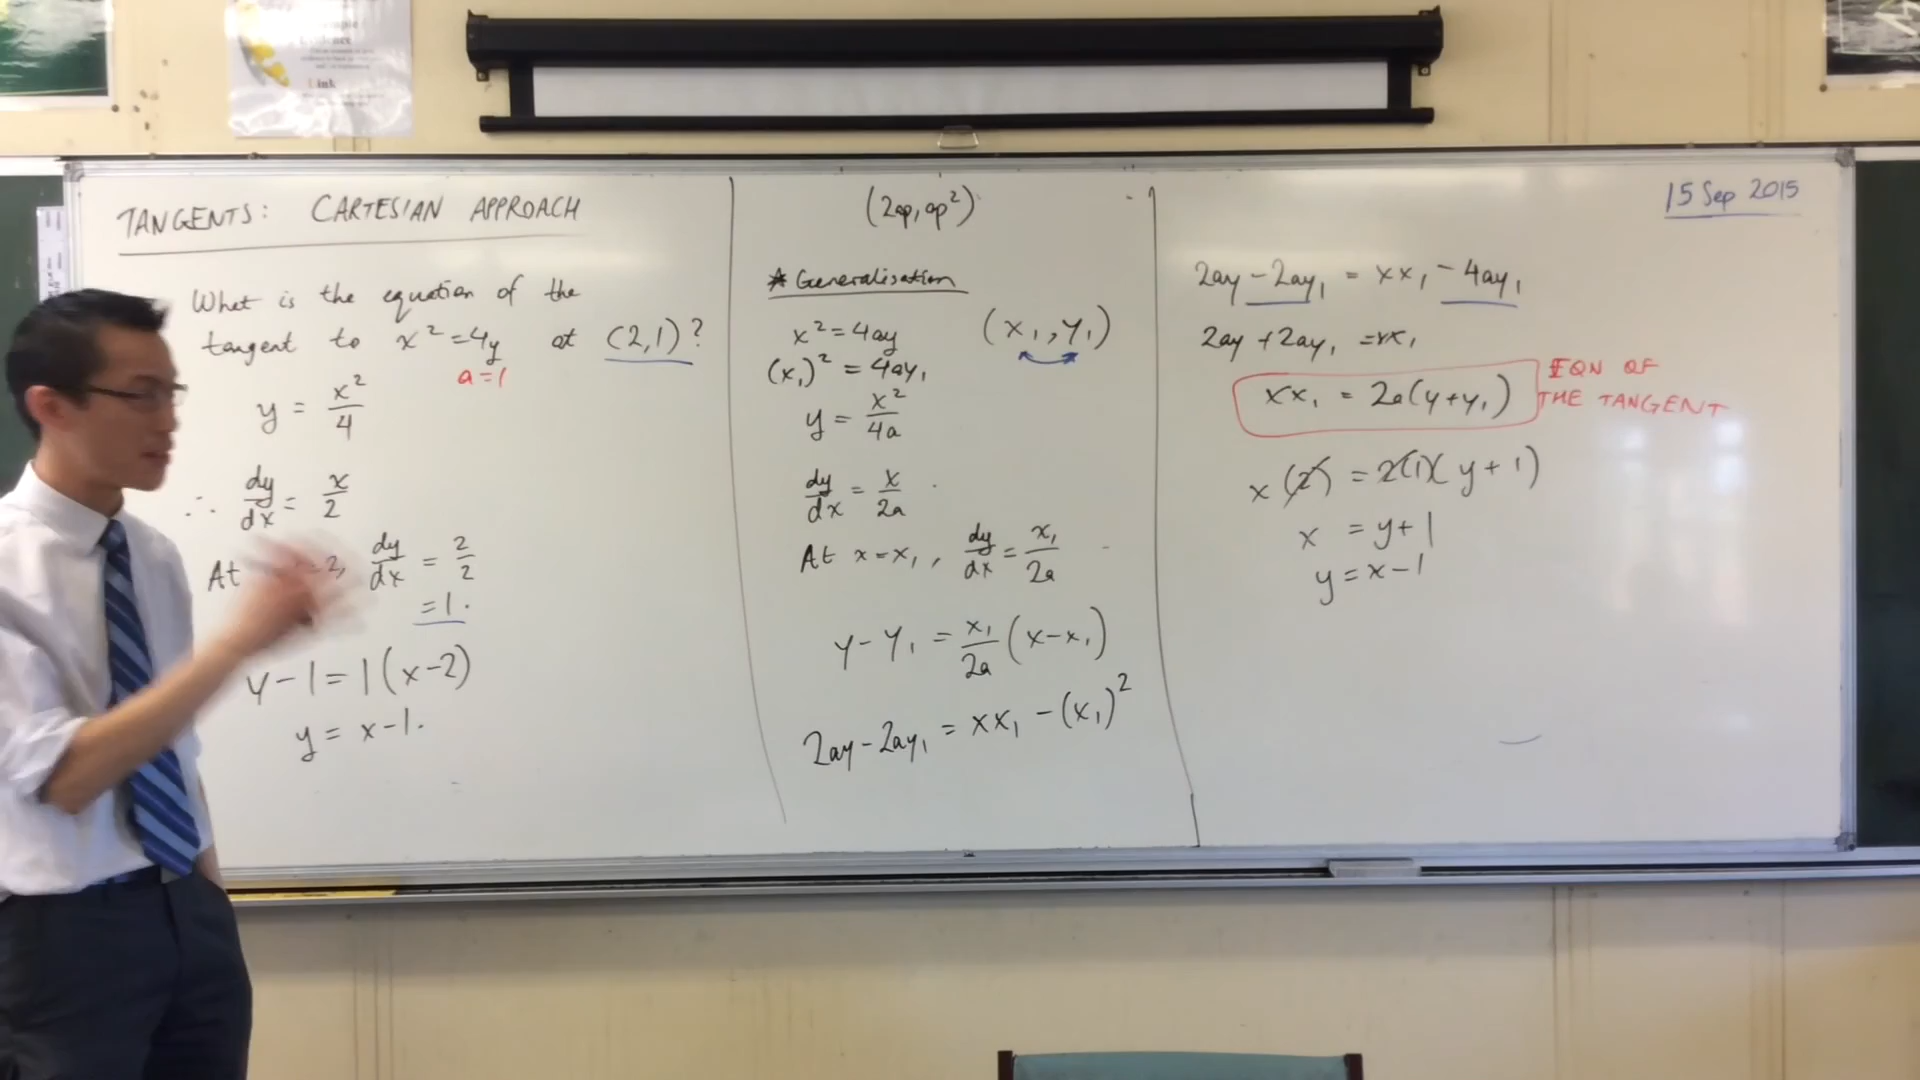 Link
TANGENTS: CARTESIAN APPROACH
What is the equation of the
tangent to x² = 4y at (2,1)?
a=1
y = x²/4
∴ dy/dx = x/2
At =2, dy/dx = 2/2
=1.
y-1=1(x-2)
y = x-1.
(2ap, ap²)
* Generalisation
x² = 4ay (x₁, y₁)
(x₁)² = 4ay₁
y = x²/4a
dy/dx = x/2a
At x = x₁, dy/dx = x₁/2a
y-y₁ = x₁/2a (x-x₁)
2ay-2ay₁ = xx₁ - (x₁)²
15 Sep 2015
2ay-2ay₁ = xx₁ - 4ay₁
2ay+2ay₁ = xx₁
xx₁ = 2a(y+y₁) EQN OF
THE TANGENT
x(2) = 2(1)(y+1)
x = y+1
y = x-1